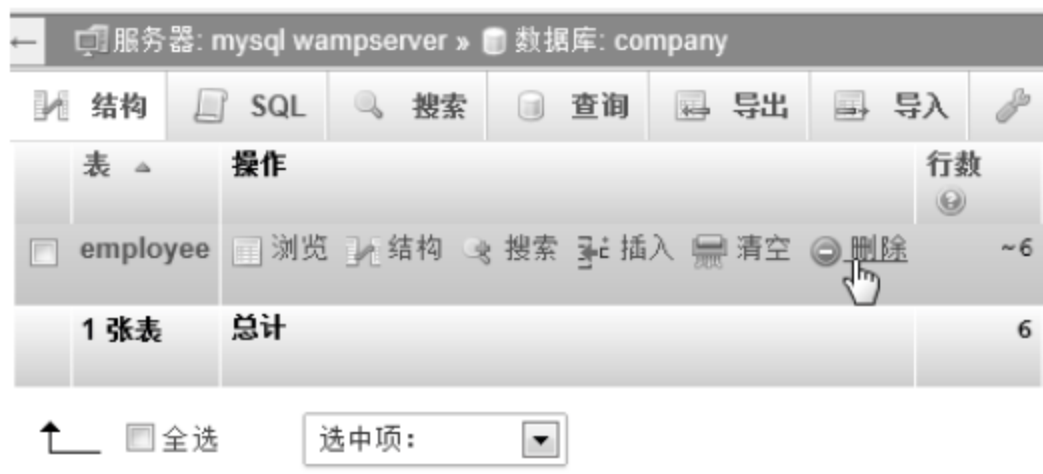 ← 服务器: mysql wampserver » 数据库: company
结构 SQL 搜索 查询 导出 导入
表 操作 行数
employee 浏览 结构 搜索 插入 清空 删除 ~6
1 张表 总计 6
全选 选中项: